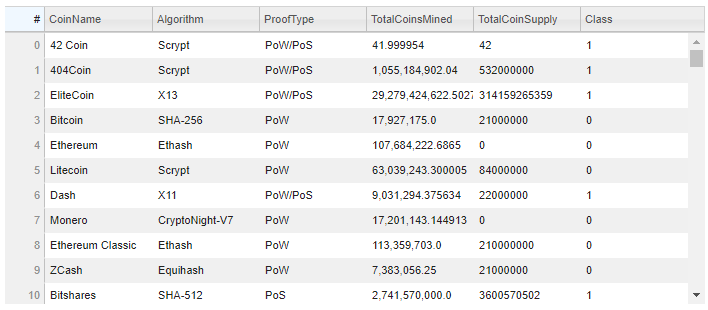 # CoinName Algorithm ProofType TotalCoinsMined TotalCoinSupply Class
0 42 Coin Scrypt PoW/PoS 41.999954 42 1
1 404Coin Scrypt PoW/PoS 1,055,184,902.04 532000000 1
2 EliteCoin X13 PoW/PoS 29,279,424,622.5027 314159265359 1
3 Bitcoin SHA-256 PoW 17,927,175.0 21000000 0
4 Ethereum Ethash PoW 107,684,222.6865 0 0
5 Litecoin Scrypt PoW 63,039,243.300005 84000000 0
6 Dash X11 PoW/PoS 9,031,294.375634 22000000 1
7 Monero CryptoNight-V7 PoW 17,201,143.144913 0 0
8 Ethereum Classic Ethash PoW 113,359,703.0 210000000 0
9 ZCash Equihash PoW 7,383,056.25 21000000 0
10 Bitshares SHA-512 PoS 2,741,570,000.0 3600570502 1